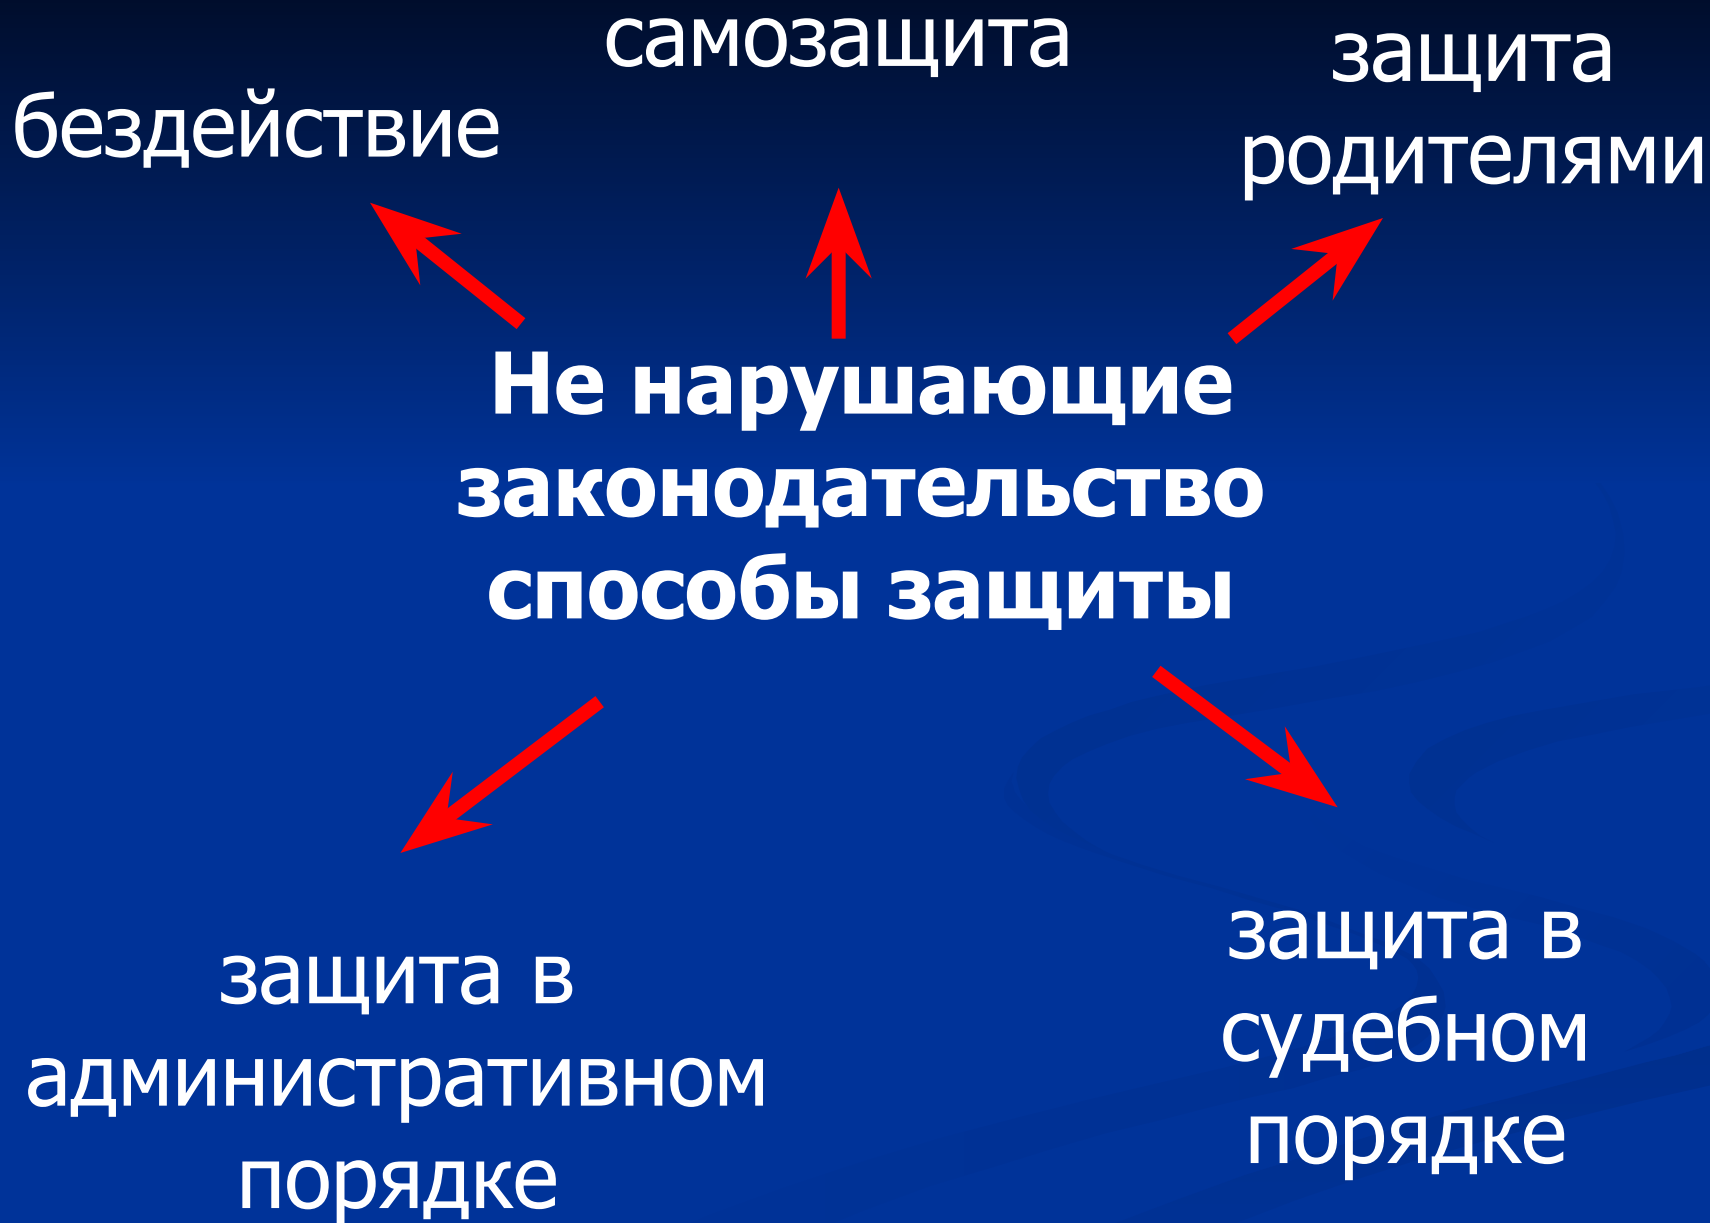 самозащита
бездействие
защита
родителями
Не нарушающие
законодательство
способы защиты
защита в
административном
порядке
защита в
судебном
порядке